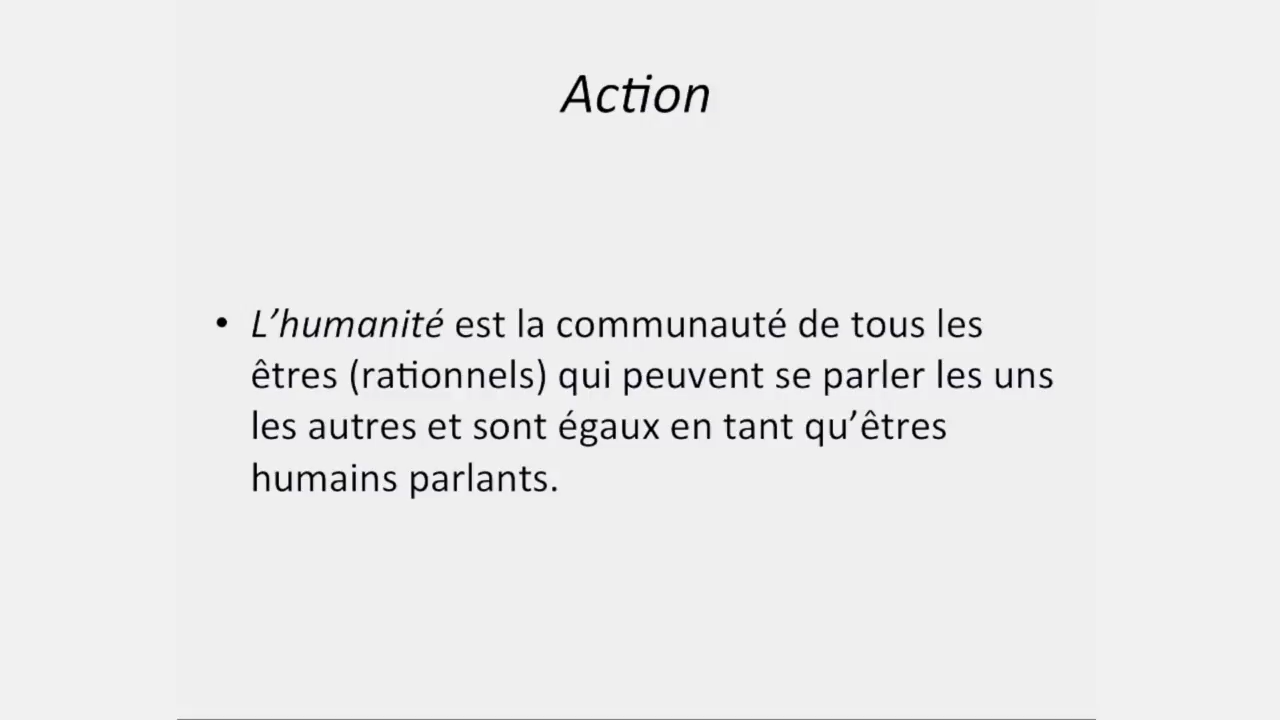 Action
• L’humanité est la communauté de tous les
êtres (rationnels) qui peuvent se parler les uns
les autres et sont égaux en tant qu’êtres
humains parlants.